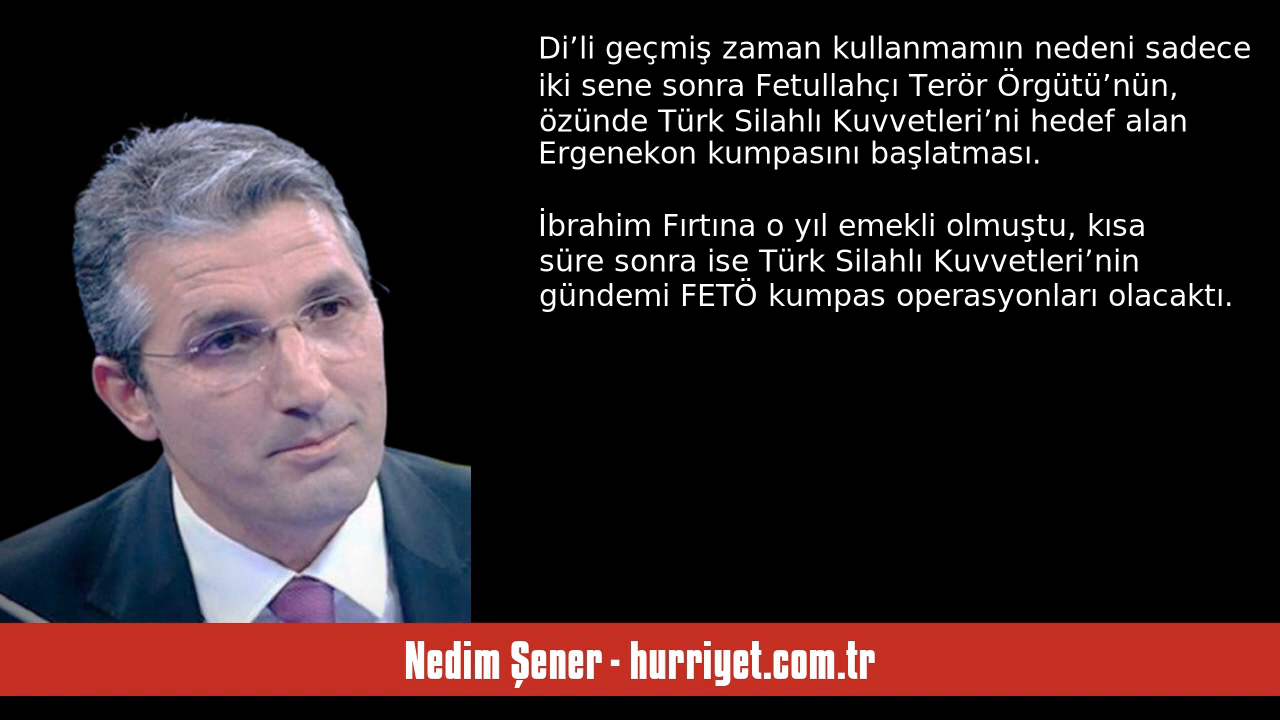 Di’li geçmiş zaman kullanmamın nedeni sadece
iki sene sonra Fetullahçı Terör Örgütü’nün,
özünde Türk Silahlı Kuvvetleri’ni hedef alan
Ergenekon kumpasını başlatması.
İbrahim Fırtına o yıl emekli olmuştu, kısa
süre sonra ise Türk Silahlı Kuvvetleri’nin
gündemi FETÖ kumpas operasyonları olacaktı.
Nedim Şener - hurriyet.com.tr